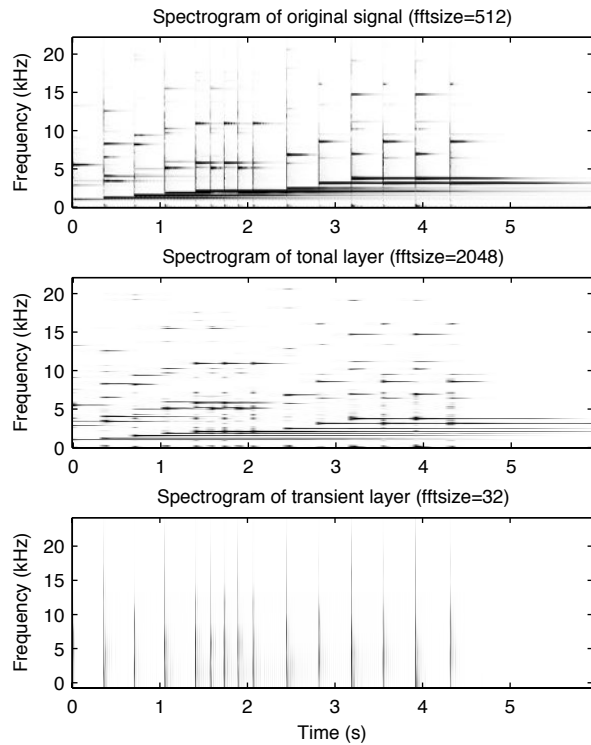 Spectrogram of original signal (fftsize=512)
Frequency (kHz)
20
15
10
5
0
0 1 2 3 4 5
Spectrogram of tonal layer (fftsize=2048)
Frequency (kHz)
20
15
10
5
0
0 1 2 3 4 5
Spectrogram of transient layer (fftsize=32)
Frequency (kHz)
20
15
10
5
0
0 1 2 3 4 5
Time (s)